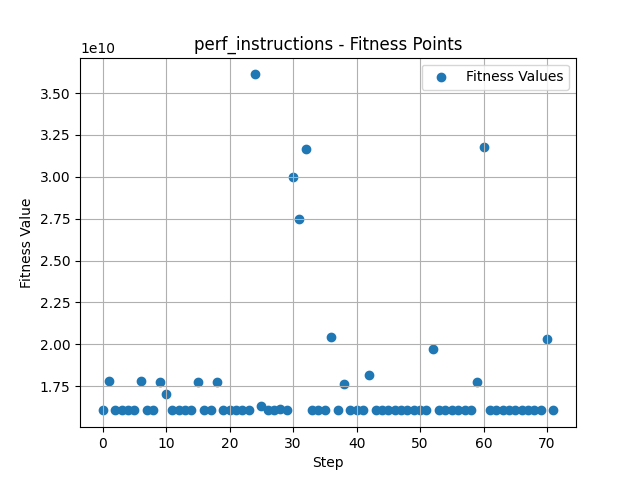 perf_instructions - Fitness Points
1e10
Fitness Values
3.50
3.25
3.00
2.75
2.50
2.25
2.00
1.75
Fitness Value
0 10 20 30 40 50 60 70
Step